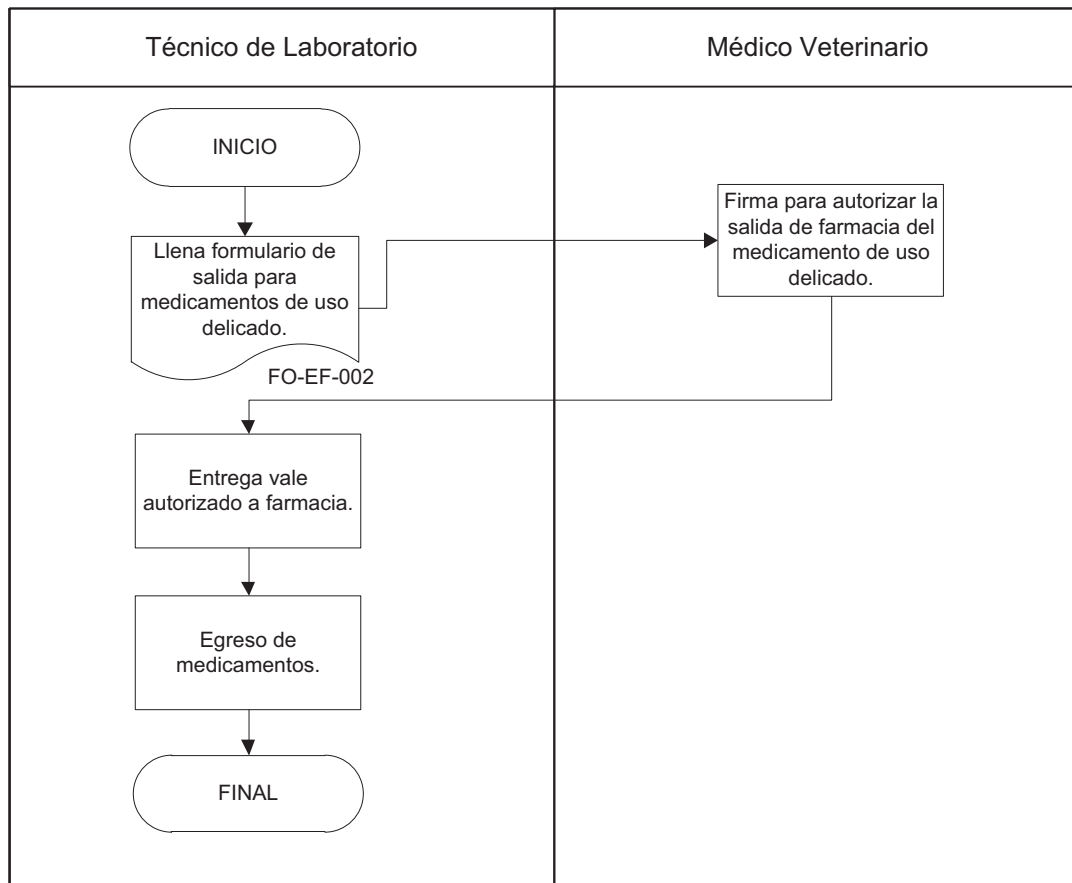 Técnico de Laboratorio
Médico Veterinario
INICIO
Llena formulario de
salida para
medicamentos de uso
delicado.
FO-EF-002
Firma para autorizar la
salida de farmacia del
medicamento de uso
delicado.
Entrega vale
autorizado a farmacia.
Egreso de
medicamentos.
FINAL